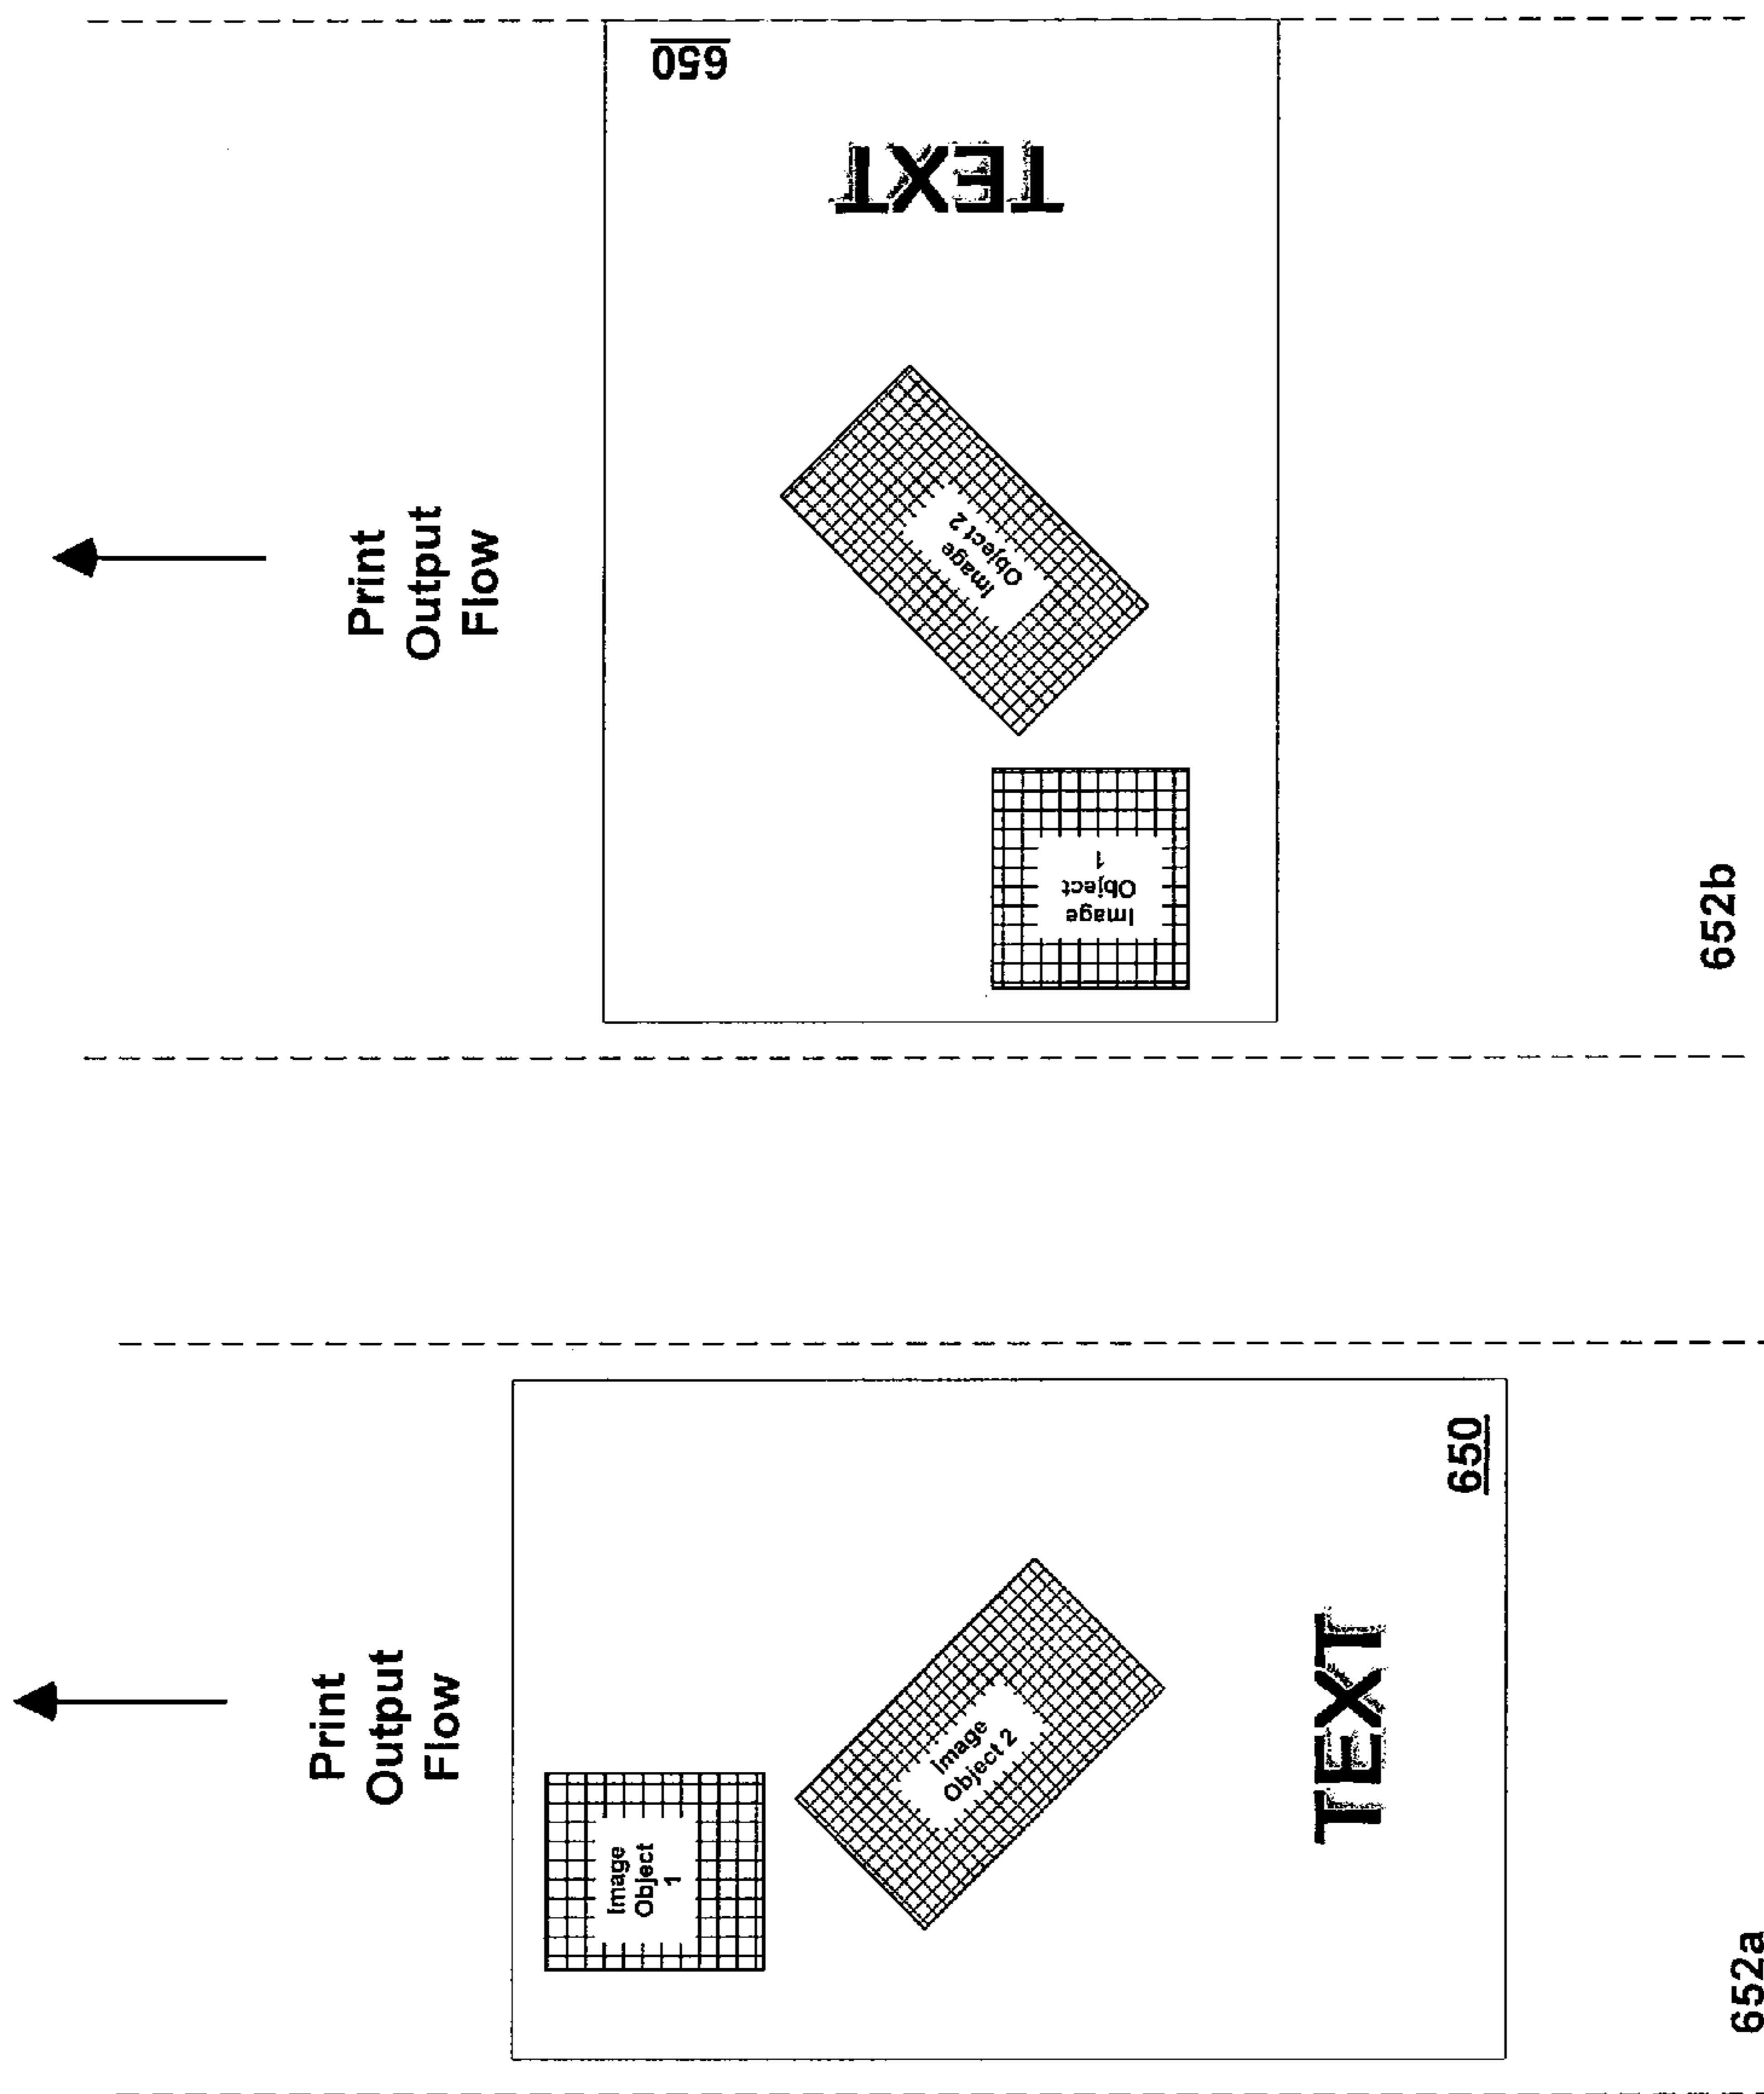 Print
Output
Flow
Image
Object
1
Image
Object 2
TEXT
650
652a
Print
Output
Flow
650
TEXT
Image
Object 2
Image
Object
1
652b